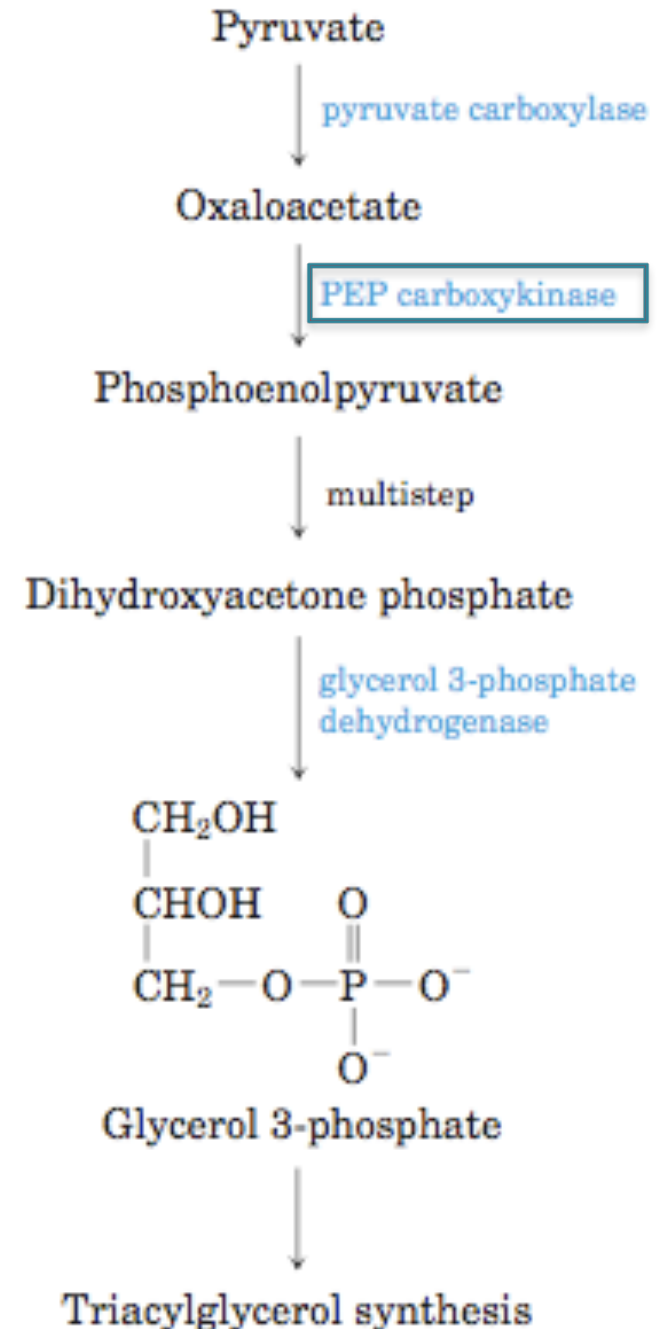 Pyruvate
pyruvate carboxylase
Oxaloacetate
PEP carboxykinase
Phosphoenolpyruvate
multistep
Dihydroxyacetone phosphate
glycerol 3-phosphate
dehydrogenase
CH₂OH
CHOH O
CH₂—O—P—O⁻
O⁻
Glycerol 3-phosphate
Triacylglycerol synthesis